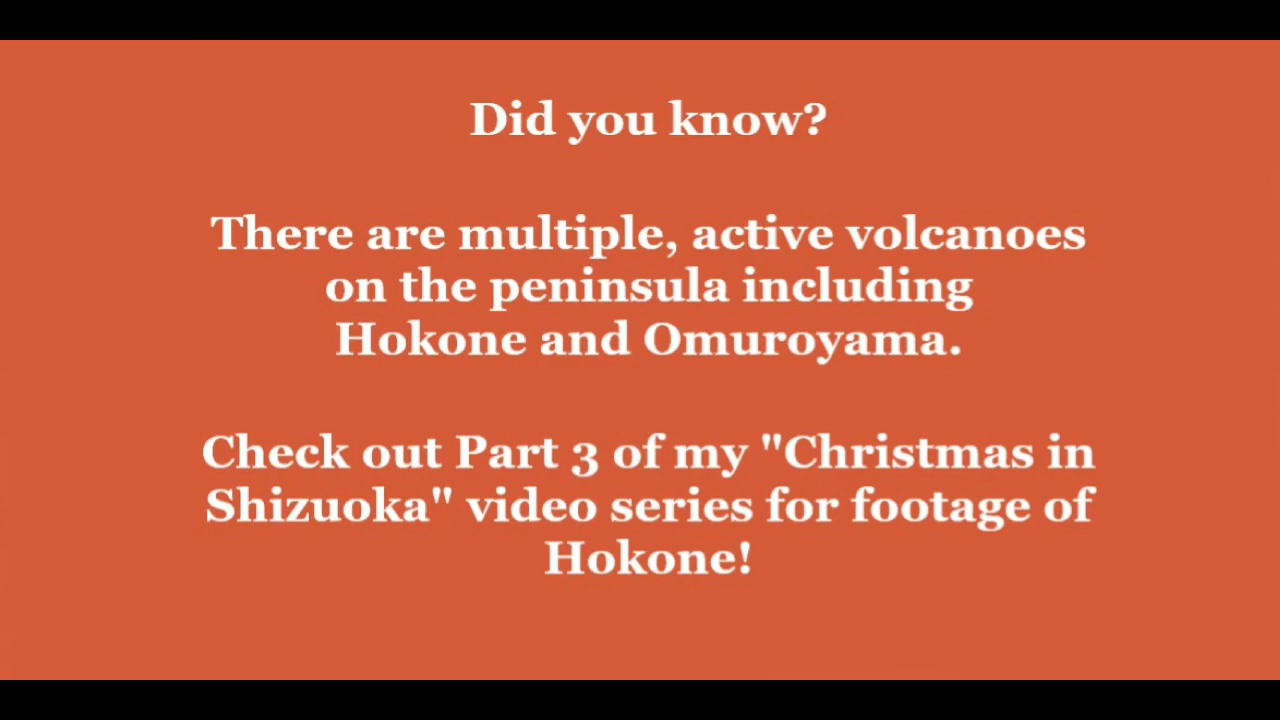 Did you know?
There are multiple, active volcanoes
on the peninsula including
Hokone and Omuroyama.
Check out Part 3 of my "Christmas in
Shizuoka" video series for footage of
Hokone!